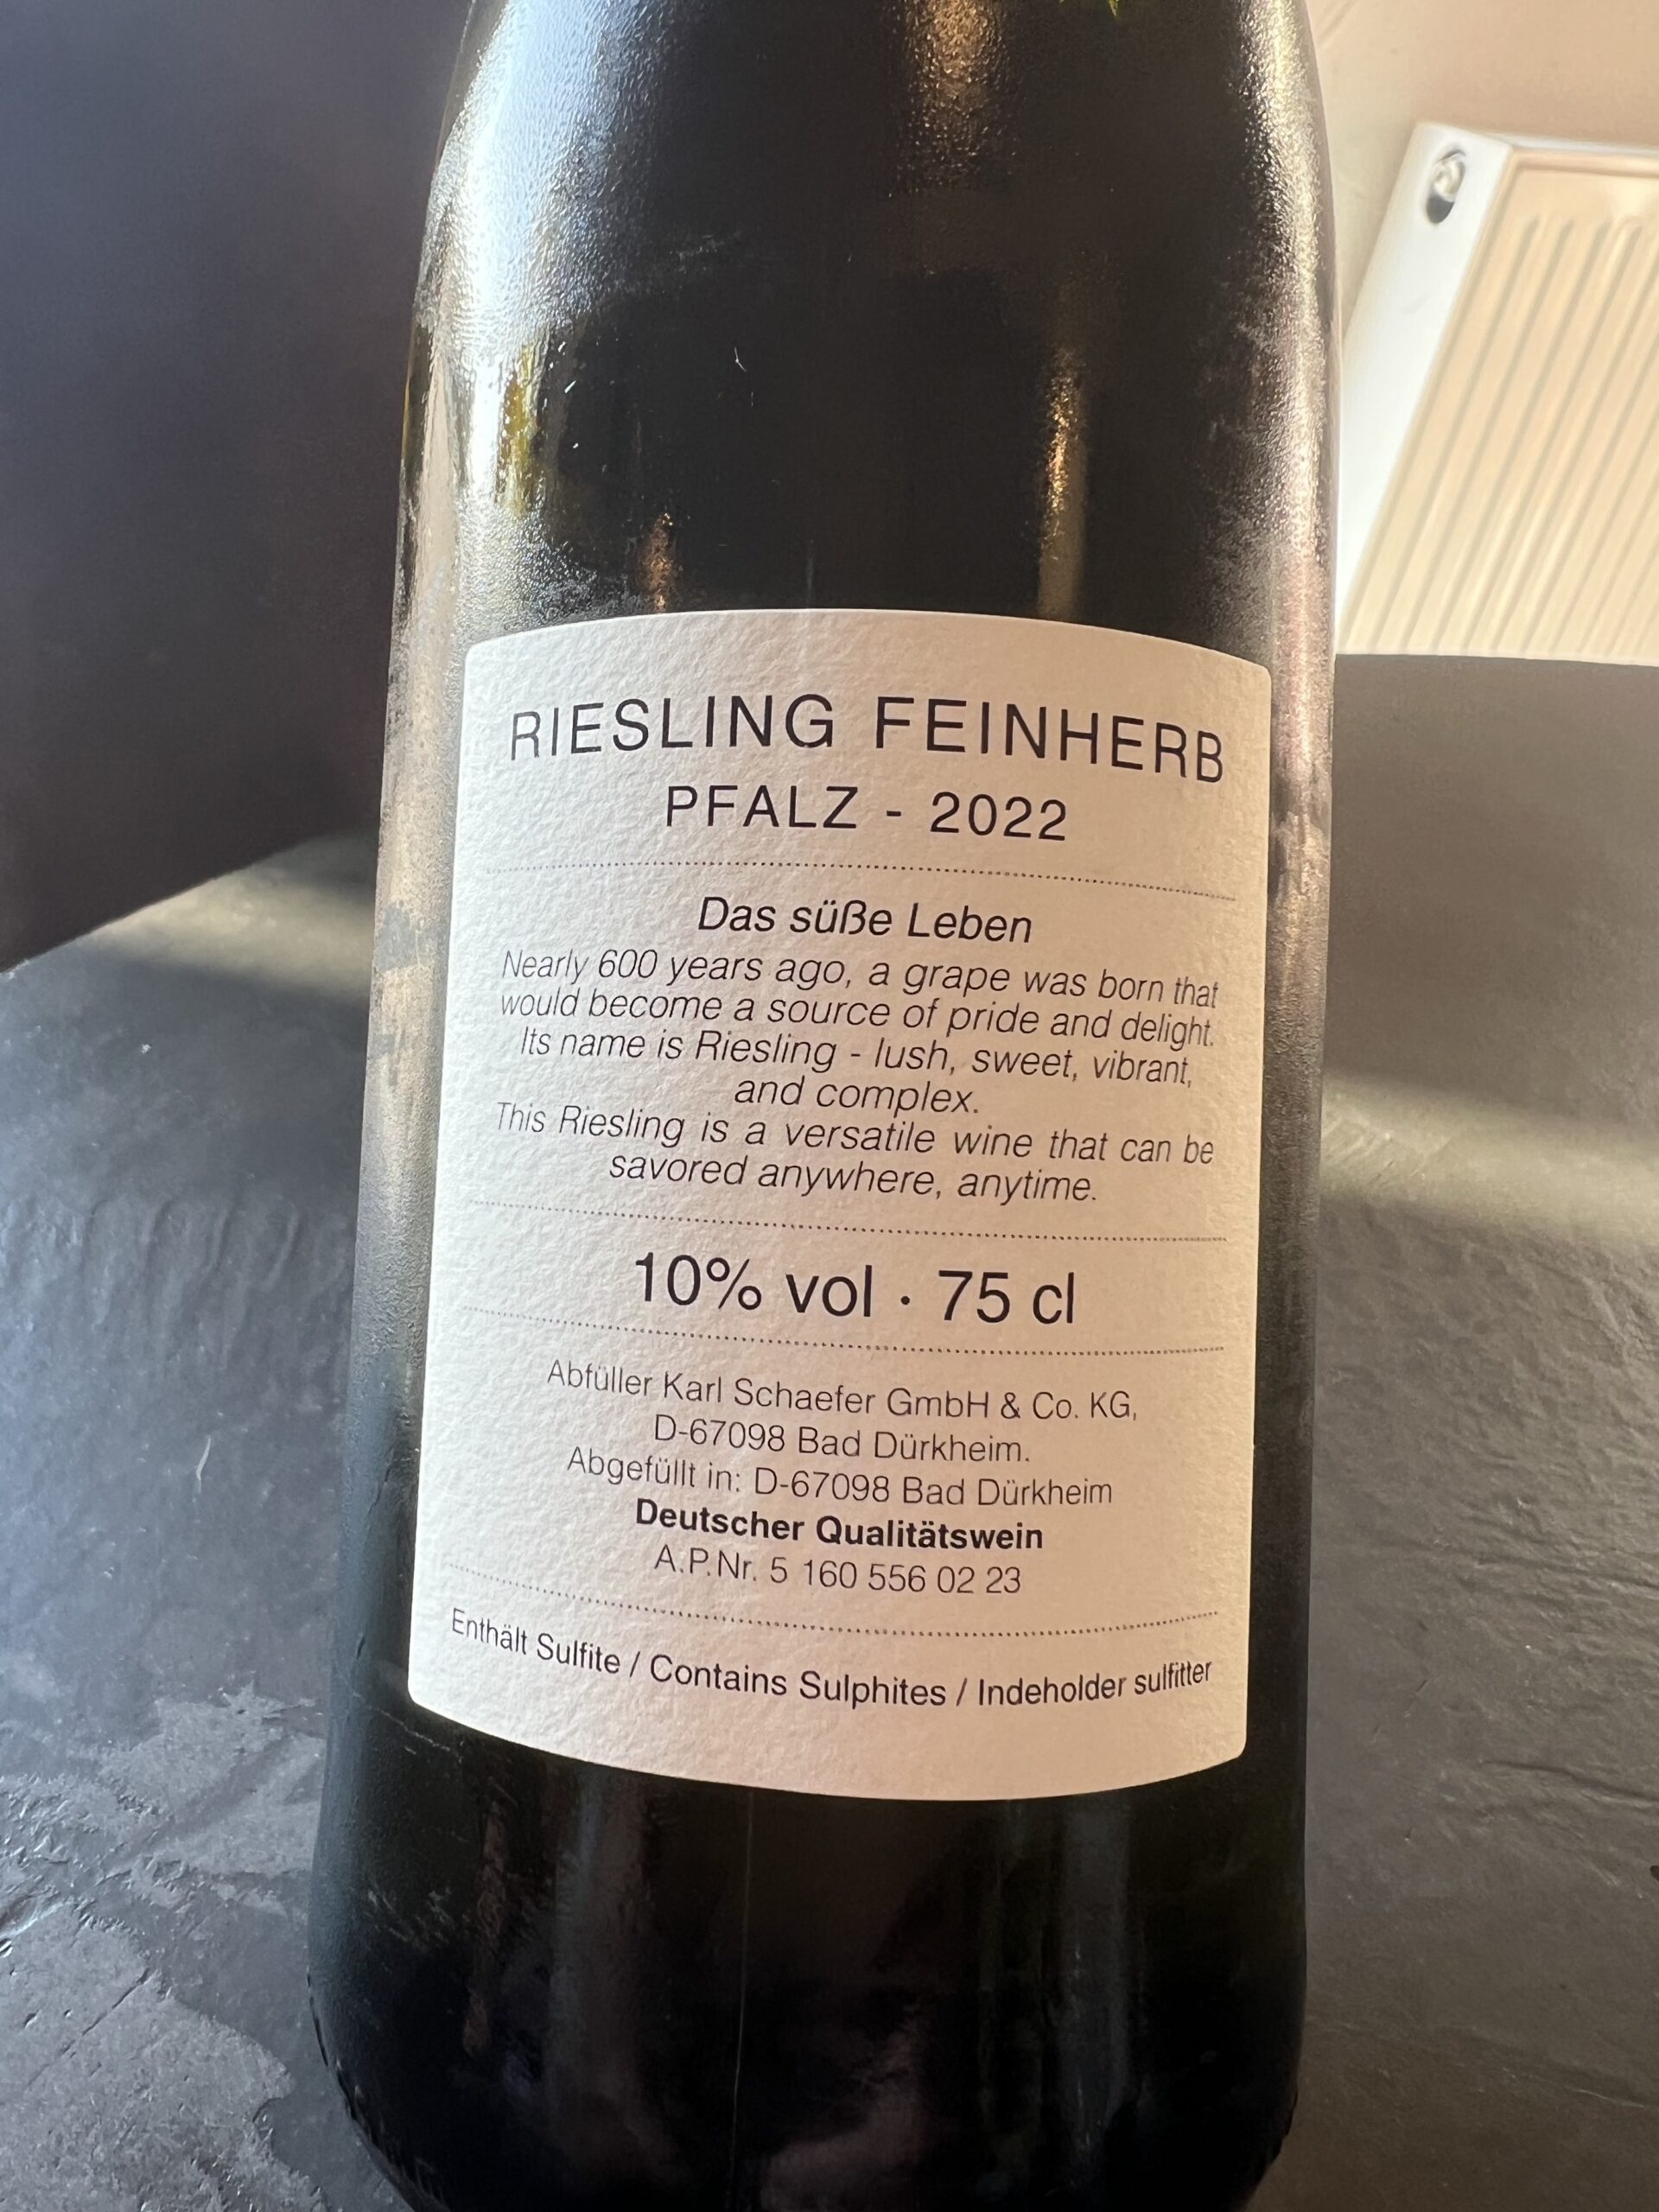 RIESLING FEINHERB
PFALZ - 2022
Das süße Leben
Nearly 600 years ago, a grape was born that
would become a source of pride and delight.
Its name is Riesling - lush, sweet, vibrant,
and complex.
This Riesling is a versatile wine that can be
savored anywhere, anytime.
10% vol · 75 cl
Abfüller Karl Schaefer GmbH & Co. KG,
D-67098 Bad Dürkheim.
Abgefüllt in: D-67098 Bad Dürkheim
Deutscher Qualitätswein
A.P.Nr. 5 160 556 02 23
Enthält Sulfite / Contains Sulphites / Indeholder sulfitter